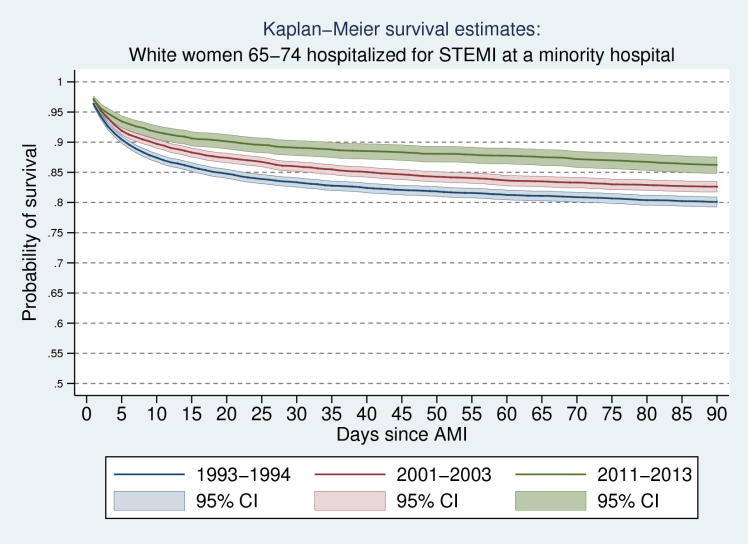 Kaplan−Meier survival estimates:
White women 65−74 hospitalized for STEMI at a minority hospital
Probability of survival
1
.95
.9
.85
.8
.75
.7
.65
.6
.55
.5
0 5 10 15 20 25 30 35 40 45 50 55 60 65 70 75 80 85 90
Days since AMI
1993−1994 2001−2003 2011−2013
95% CI 95% CI 95% CI